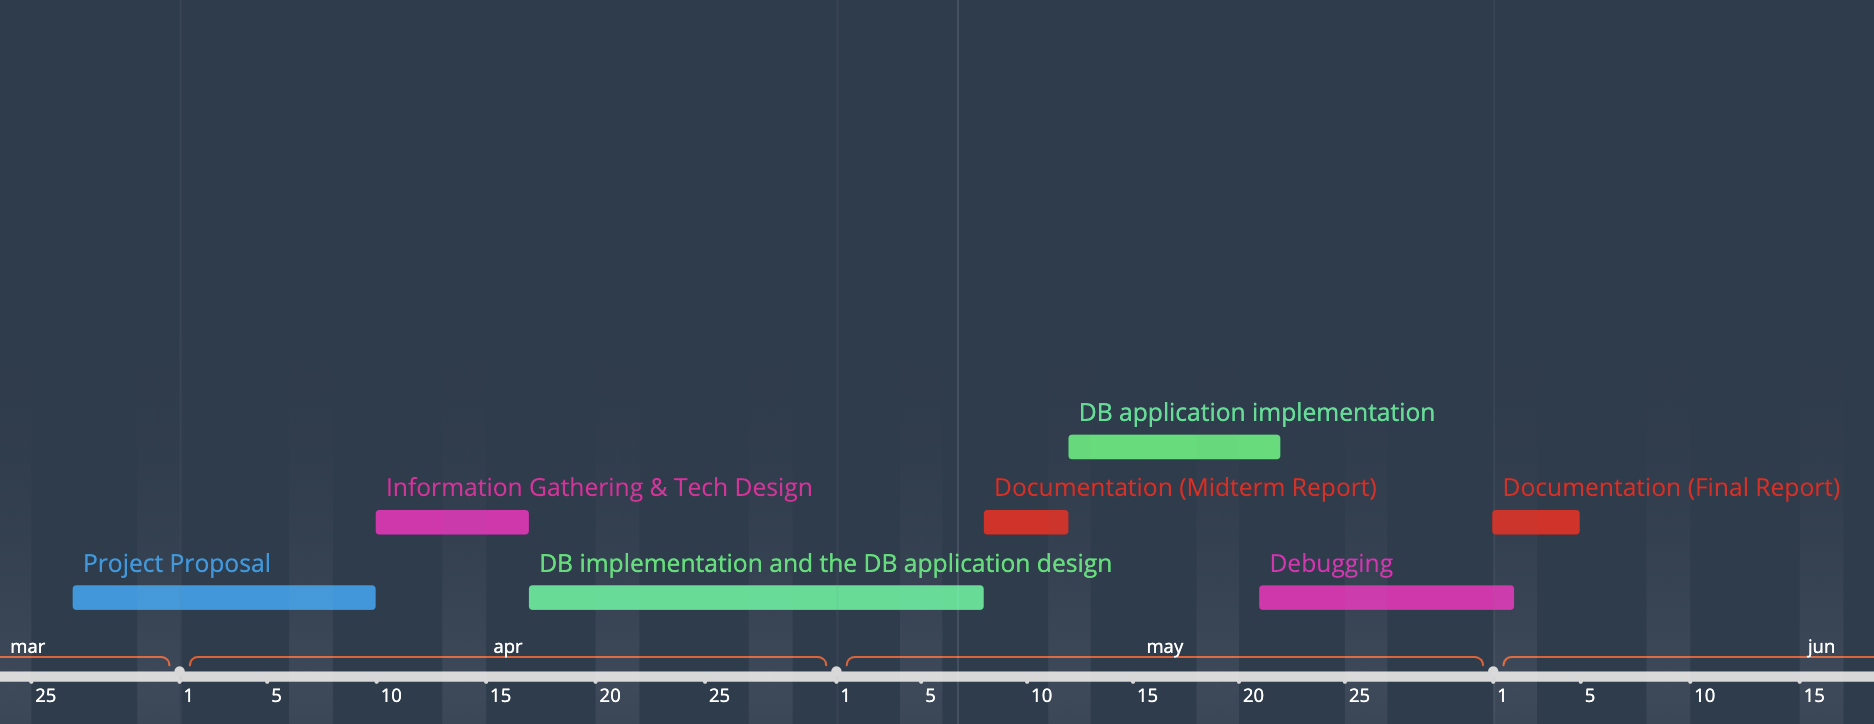 DB application implementation
Information Gathering & Tech Design
Documentation (Midterm Report)
Documentation (Final Report)
Project Proposal
DB implementation and the DB application design
Debugging
mar apr may jun
25 1 5 10 15 20 25 1 5 10 15 20 25 1 5 10 15